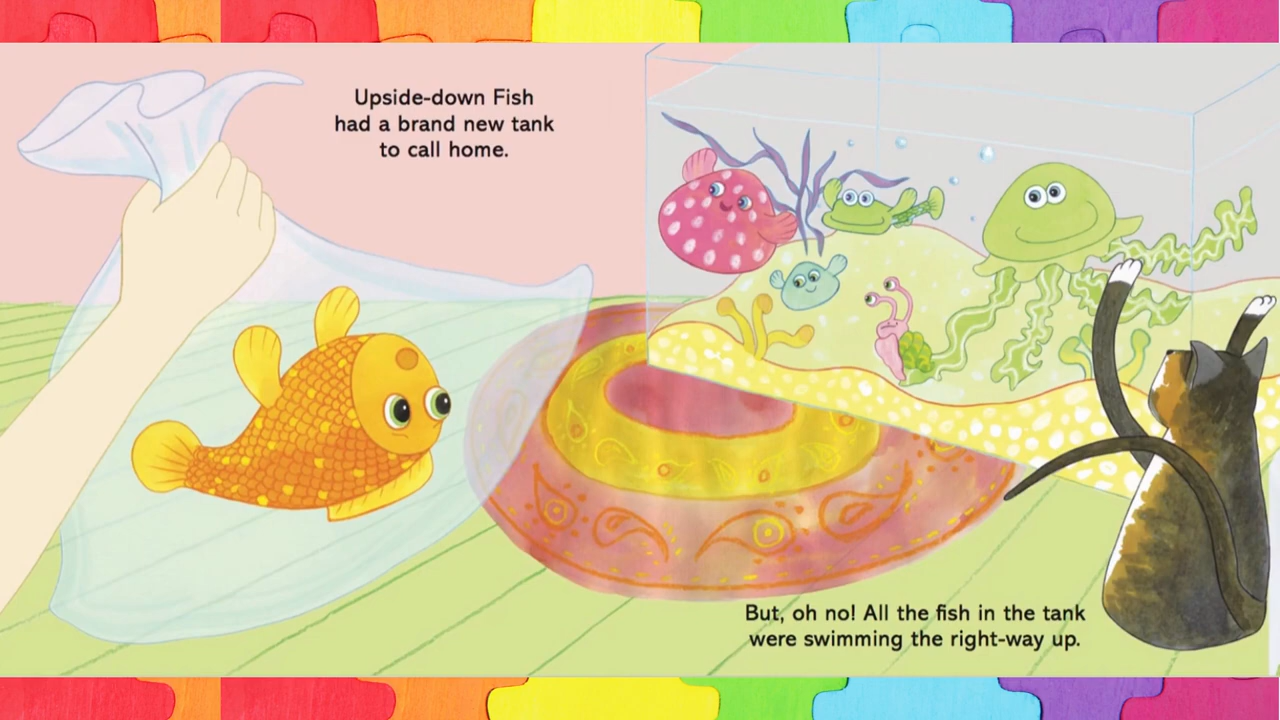 Upside-down Fish
had a brand new tank
to call home.
But, oh no! All the fish in the tank
were swimming the right-way up.